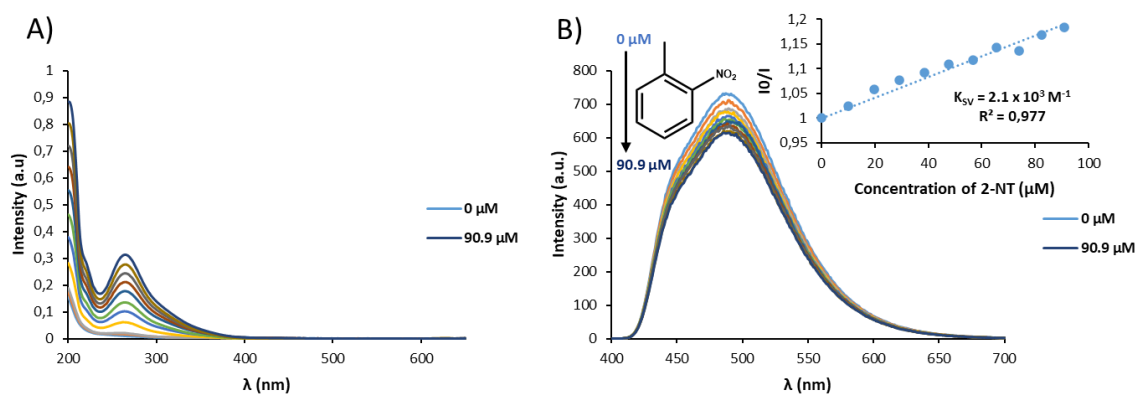 A)
Intensity (a.u)
1
0,9
0,8
0,7
0,6
0,5
0,4
0,3
0,2
0,1
0
200
300
400
500
600
λ (nm)
0 µM
90.9 µM
B)
Intensity (a.u.)
800
700
600
500
400
300
200
100
0
400
450
500
550
600
650
700
λ (nm)
0 µM
90.9 µM
NO₂
I0/I
1,2
1,15
1,1
1,05
1
0,95
0
20
40
60
80
100
Concentration of 2-NT (µM)
K_SV = 2.1 x 10³ M⁻¹
R² = 0,977
0 µM
90.9 µM